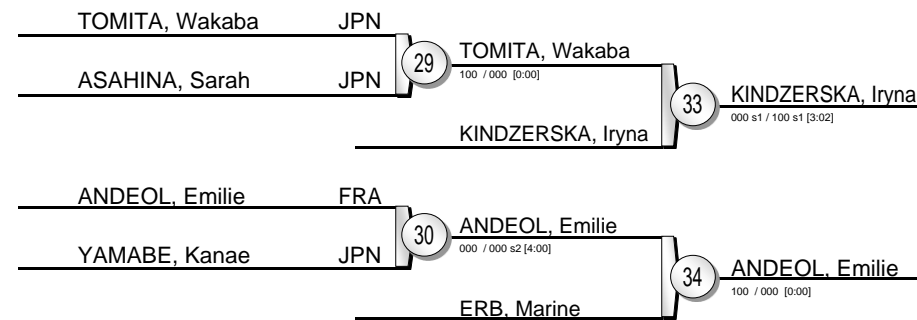 TOMITA, Wakaba JPN
29
TOMITA, Wakaba
100 / 000 [0:00]
ASAHINA, Sarah JPN
33
KINDZERSKA, Iryna
000 s1 / 100 s1 [3:02]
KINDZERSKA, Iryna
ANDEOL, Emilie FRA
30
ANDEOL, Emilie
000 / 000 s2 [4:00]
YAMABE, Kanae JPN
34
ANDEOL, Emilie
100 / 000 [0:00]
ERB, Marine